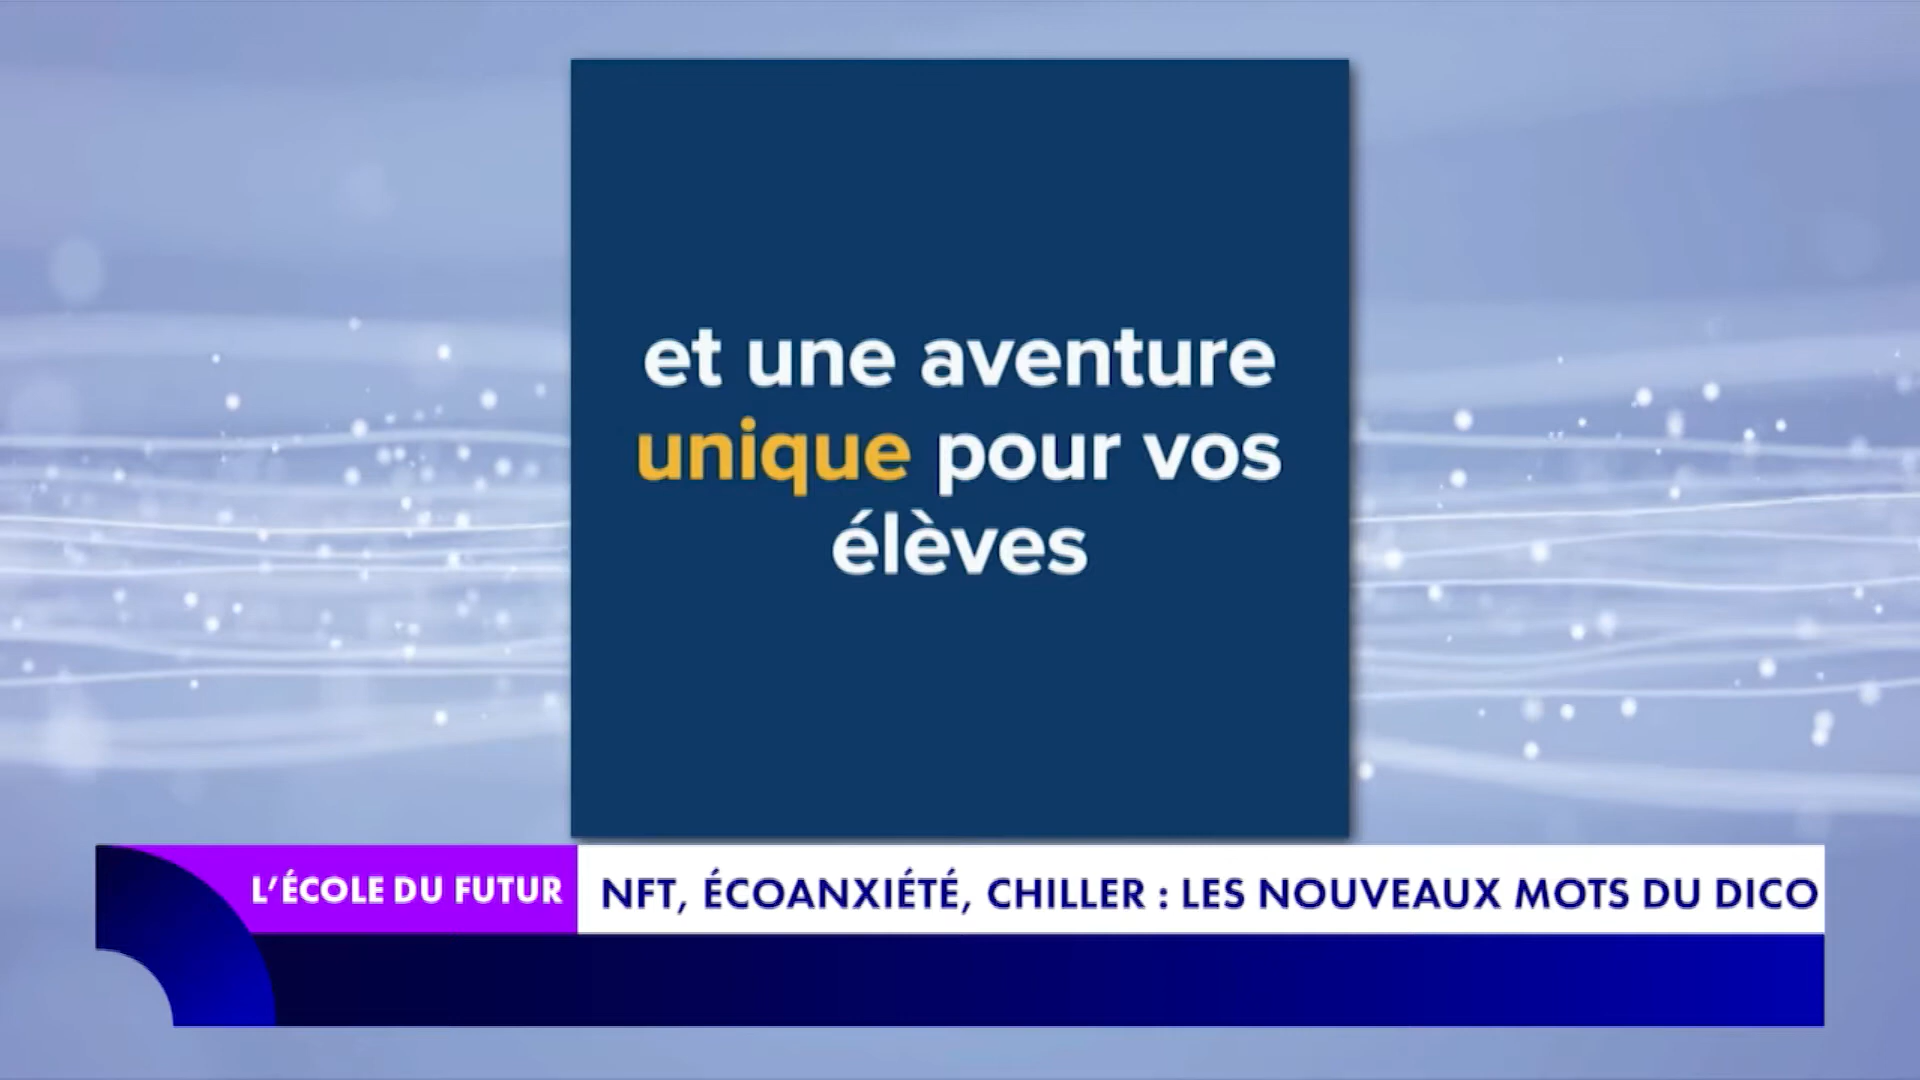 et une aventure
unique pour vos
élèves
L'ÉCOLE DU FUTUR
NFT, ÉCOANXIÉTÉ, CHILLER : LES NOUVEAUX MOTS DU DICO